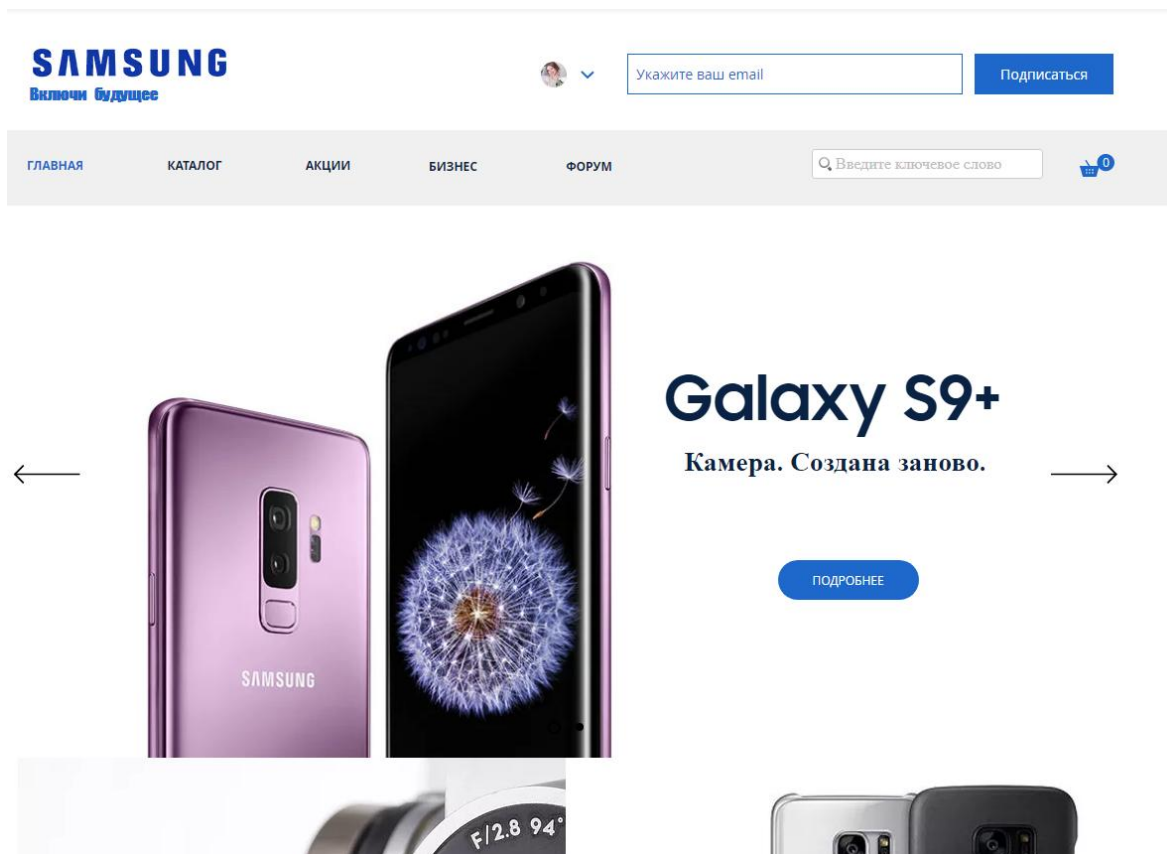 SAMSUNG
Включи будущее
Укажите ваш email
Подписаться
ГЛАВНАЯ
КАТАЛОГ
АКЦИИ
БИЗНЕС
ФОРУМ
Введите ключевое слово
0
Galaxy S9+
Камера. Создана заново.
ПОДРОБНЕЕ
SAMSUNG
F/2.8 94°